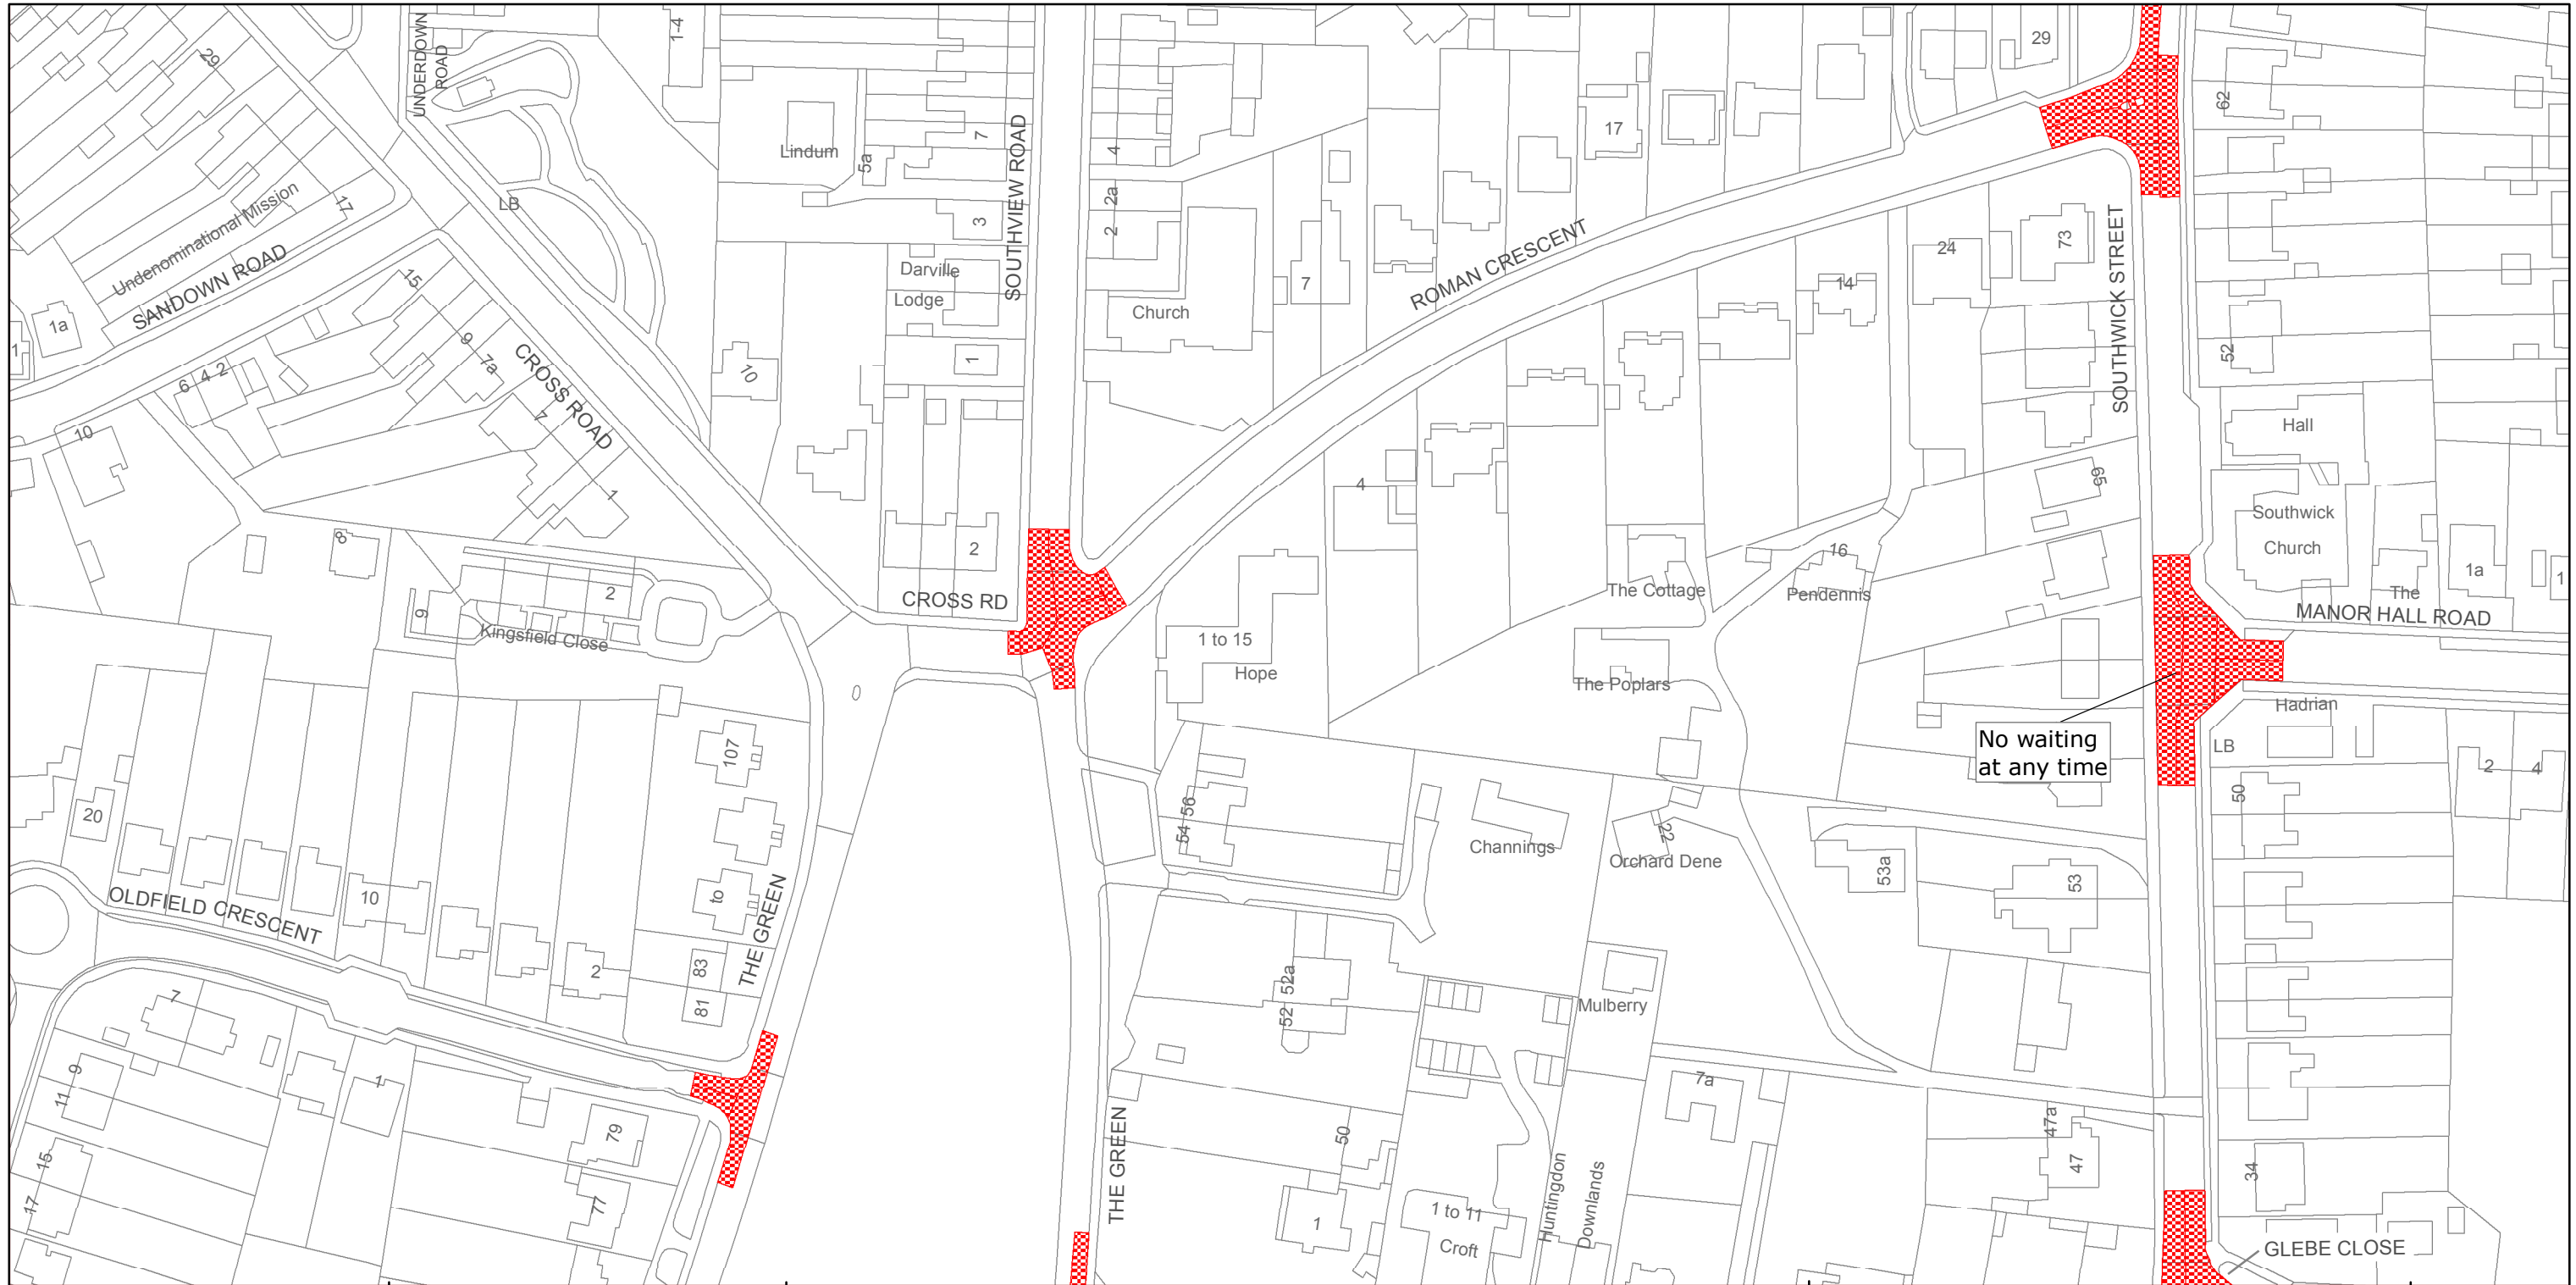 29
UNDERDOWN
ROAD
1-4
29
62
Lindum
5a
7
SOUTHVIEW ROAD
4
17
LB
2a
3
2
Undenominational Mission
17
SANDOWN ROAD
Darville
Lodge
ROMAN CRESCENT
24
73
SOUTHWICK STREET
1a
1
15
Church
7
14
52
9
7a
CROSS ROAD
10
1
6
4
2
7
10
Hall
65
4
1
Southwick
Church
8
2
16
1a
1
The Cottage
Pendennis
The
MANOR HALL ROAD
2
9
CROSS RD
Kingsfield Close
1 to 15
Hope
The Poplars
Hadrian
0
No waiting
at any time
LB
107
2
4
20
56
54
50
Channings
22
Orchard Dene
53a
53
10
OLDFIELD CRESCENT
to
THE GREEN
2
83
81
52a
52
Mulberry
7
9
11
1
79
7a
47a
47
50
THE GREEN
15
17
77
34
1
1 to 11
Croft
Huntingdon
Downlands
GLEBE CLOSE